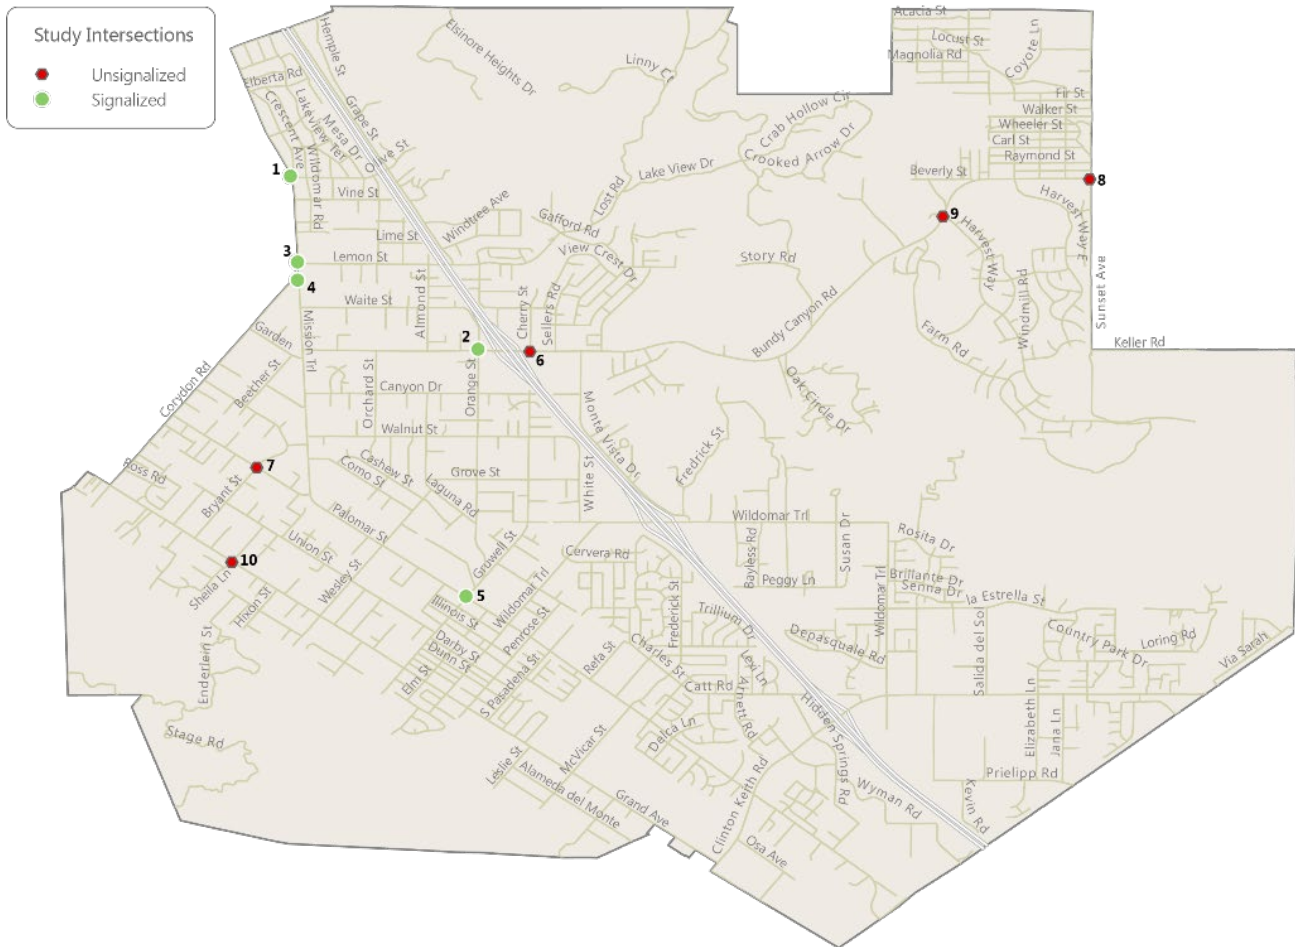 Study Intersections
Unsignalized
Signalized
Acacia St
Locust St
Magnolia Rd
Coyote Ln
Fir St
Walker St
Wheeler St
Carl St
Raymond St
Beverly St
8
9
Harvest Way E
Harvest Way
Windmill Rd
Sunset Ave
Keller Rd
Farm Rd
Hemple St
Elsinore Heights Dr
Linny Ct
Elberta Rd
Crescent Ave
Lakeview Ter
Mesa Dr
Grape St
Olive St
Wildomar Rd
1
Vine St
Crab Hollow Cir
Crooked Arrow Dr
Lake View Dr
Lost Rd
Windtree Ave
Gafford Rd
View Crest Dr
Lime St
3
Lemon St
4
Story Rd
Waite St
Almond St
Cherry St
Sellers Rd
Bundy Canyon Rd
Garden
Mission Trl
2
6
Corydon Rd
Beecher St
Orchard St
Canyon Dr
Orange St
Oak Circle Dr
Monte Vista Dr
Fredrick St
Walnut St
Ross Rd
7
Bryant St
Cashew St
Como St
Laguna Rd
Grove St
White St
Palomar St
Wildomar Trl
Rosita Dr
Union St
Gruwell St
Cervera Rd
Bayless Rd
Susan Dr
10
Sheila Ln
Hixon St
Wesley St
5
Illinois St
Wildomar Trl
Frederick St
Peggy Ln
Wildomar Trl
Brillante Dr
Senna Dr
la Estrella St
Enderlein St
Darby St
Dunn St
Penrose St
Trillium Dr
Depasquale Rd
Salida del So
Country Park Dr
Loring Rd
Via Sarah
Elm St
S Pasadena St
Refa St
Charles St
Lexi Ln
Catt Rd
Arnett Rd
Elizabeth Ln
Jana Ln
Stage Rd
Delca Ln
McVicar St
Hidden Springs Rd
Leslie St
Alameda del Monte
Grand Ave
Clinton Keith Rd
Wyman Rd
Prielipp Rd
Kevin Rd
Osa Ave